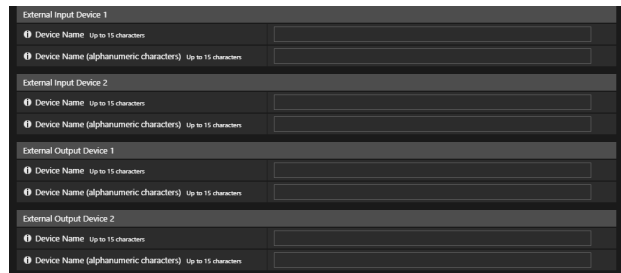 External Input Device 1
Device Name Up to 15 characters
Device Name (alphanumeric characters) Up to 15 characters
External Input Device 2
Device Name Up to 15 characters
Device Name (alphanumeric characters) Up to 15 characters
External Output Device 1
Device Name Up to 15 characters
Device Name (alphanumeric characters) Up to 15 characters
External Output Device 2
Device Name Up to 15 characters
Device Name (alphanumeric characters) Up to 15 characters